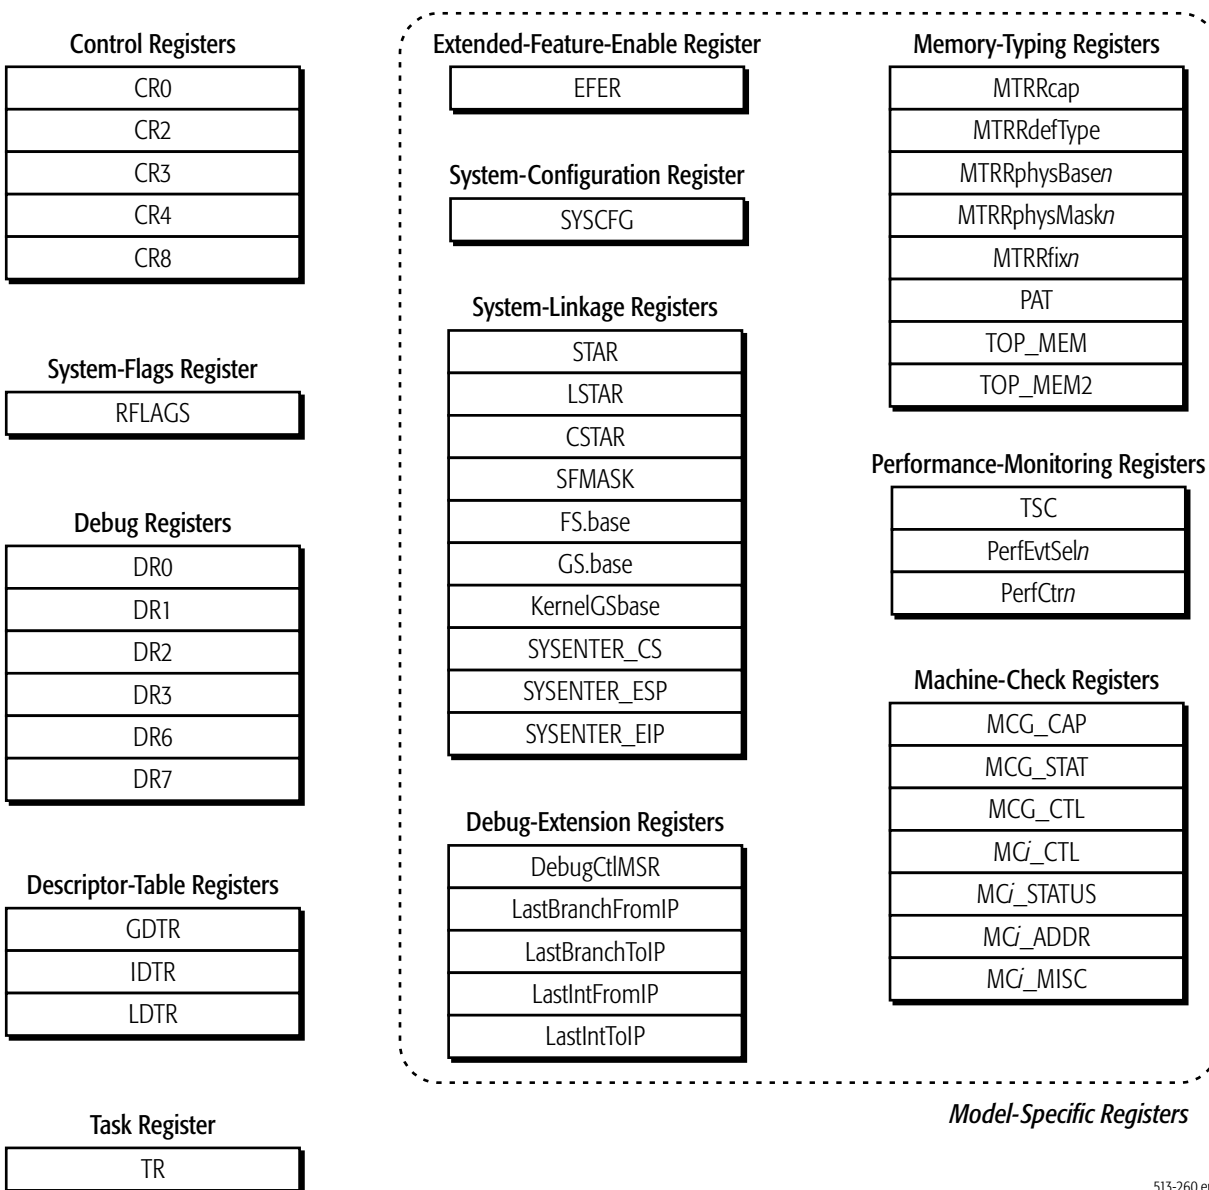 Control Registers
CR0
CR2
CR3
CR4
CR8
System-Flags Register
RFLAGS
Debug Registers
DR0
DR1
DR2
DR3
DR6
DR7
Descriptor-Table Registers
GDTR
IDTR
LDTR
Task Register
TR
Extended-Feature-Enable Register
EFER
System-Configuration Register
SYSCFG
System-Linkage Registers
STAR
LSTAR
CSTAR
SFMASK
FS.base
GS.base
KernelGSbase
SYSENTER_CS
SYSENTER_ESP
SYSENTER_EIP
Debug-Extension Registers
DebugCtlMSR
LastBranchFromIP
LastBranchToIP
LastIntFromIP
LastIntToIP
Memory-Typing Registers
MTRRcap
MTRRdefType
MTRRphysBasen
MTRRphysMaskn
MTRRfixn
PAT
TOP_MEM
TOP_MEM2
Performance-Monitoring Registers
TSC
PerfEvtSeln
PerfCtrn
Machine-Check Registers
MCG_CAP
MCG_STAT
MCG_CTL
MCi_CTL
MCi_STATUS
MCi_ADDR
MCi_MISC
Model-Specific Registers